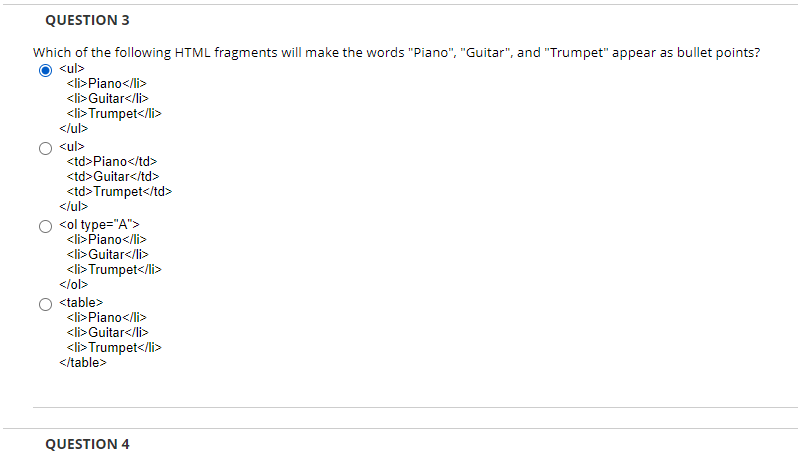 QUESTION 3
Which of the following HTML fragments will make the words "Piano", "Guitar", and "Trumpet" appear as bullet points?
<ul>
<li>Piano</li>
<li>Guitar</li>
<li>Trumpet</li>
</ul>
<ul>
<td>Piano</td>
<td>Guitar</td>
<td>Trumpet</td>
</ul>
<ol type="A">
<li>Piano</li>
<li>Guitar</li>
<li>Trumpet</li>
</ol>
<table>
<li>Piano</li>
<li>Guitar</li>
<li>Trumpet</li>
</table>
QUESTION 4